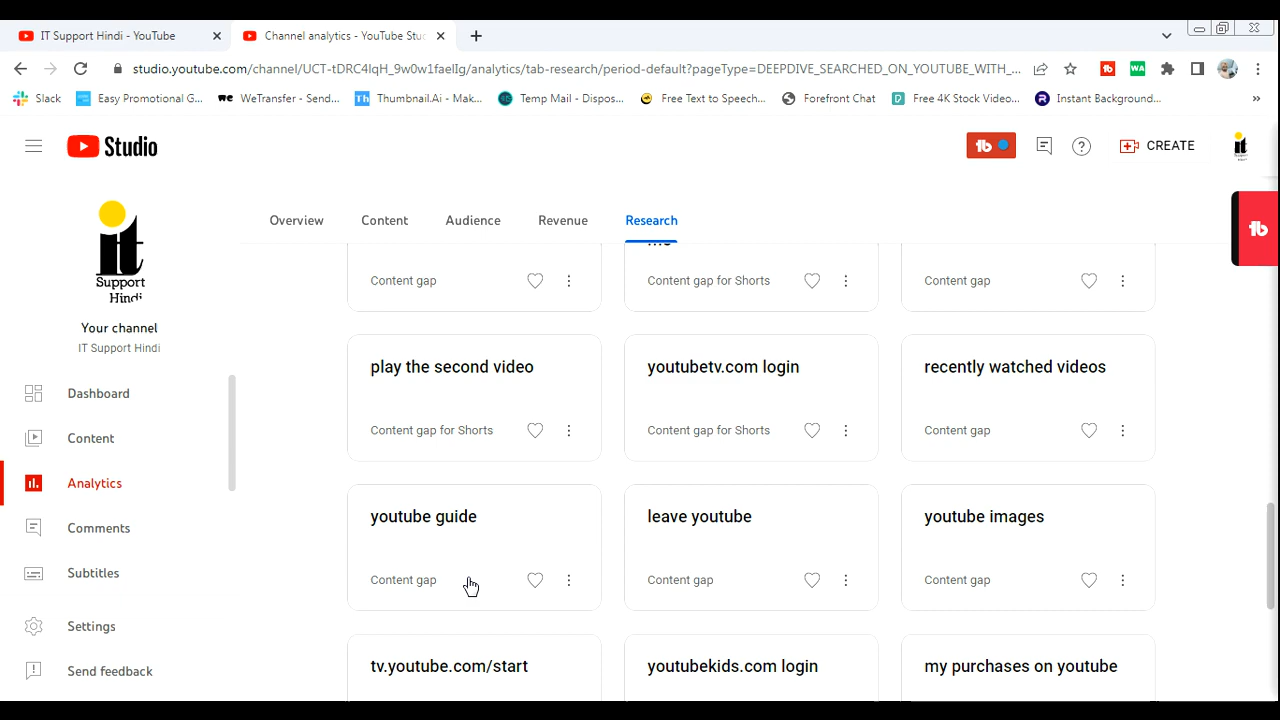 IT Support Hindi - YouTube
Channel analytics - YouTube Stu
studio.youtube.com/channel/UCT-tDRC4IqH_9w0w1faelIg/analytics/tab-research/period-default?pageType=DEEPDIVE_SEARCHED_ON_YOUTUBE_WITH_...
Slack Easy Promotional G... WeTransfer - Send... Thumbnail.Ai - Mak... Temp Mail - Dispos... Free Text to Speech... Forefront Chat Free 4K Stock Video... Instant Background... »
Studio
CREATE
it
Support
Hindi
Overview Content Audience Revenue Research
Content gap Content gap for Shorts Content gap
Your channel
IT Support Hindi
play the second video youtubetv.com login recently watched videos
Content gap for Shorts Content gap for Shorts Content gap
Dashboard
Content
Analytics
Comments
Subtitles
Settings
Send feedback
youtube guide leave youtube youtube images
Content gap Content gap Content gap
tv.youtube.com/start youtubekids.com login my purchases on youtube